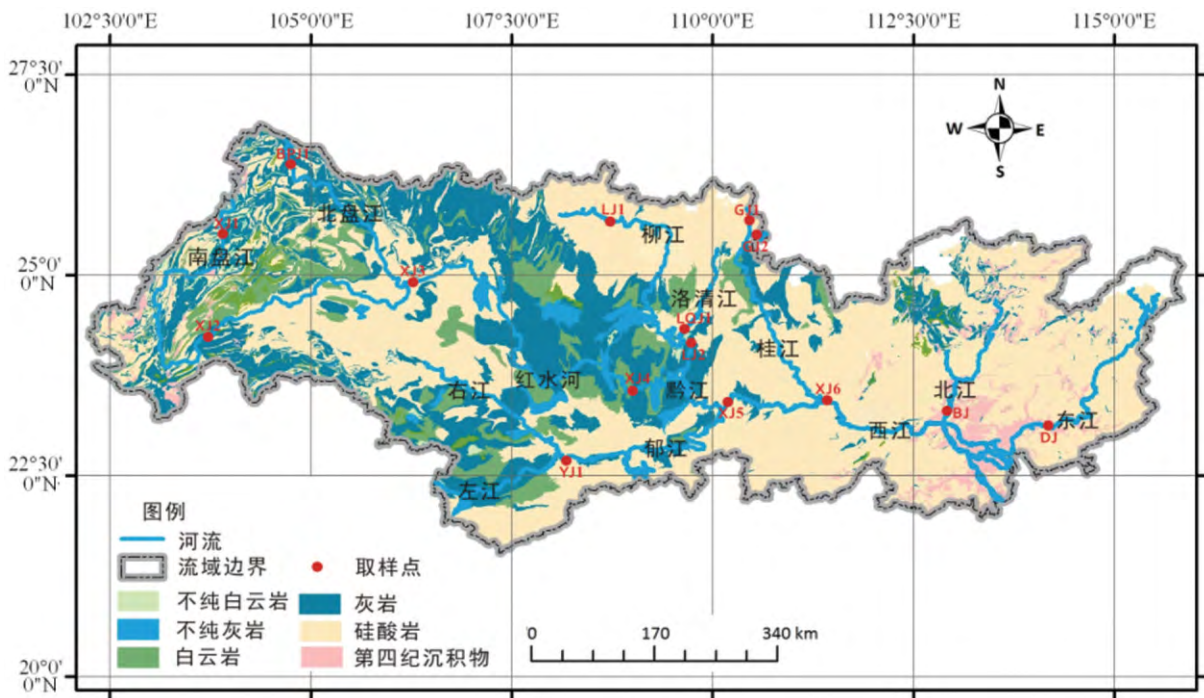 102°30'0"E 105°0'0"E 107°30'0"E 110°0'0"E 112°30'0"E 115°0'0"E
27°30'
0"N
N
W E
S
BPJ1
北盘江
XJ1
南盘江
LJ1
柳江
GJ1
GJ2
25°0'
0"N
XJ3
洛清江
LQJ1
XJ2
LJ2
桂江
右江
红水河
XJ4
黔江
XJ5
XJ6
北江
BJ
西江
东江
DJ
郁江
YJ1
左江
22°30'
0"N
图例
河流
流域边界
取样点
不纯白云岩
灰岩
不纯灰岩
硅酸岩
白云岩
第四纪沉积物
0 170 340 km
20°0'
0"N